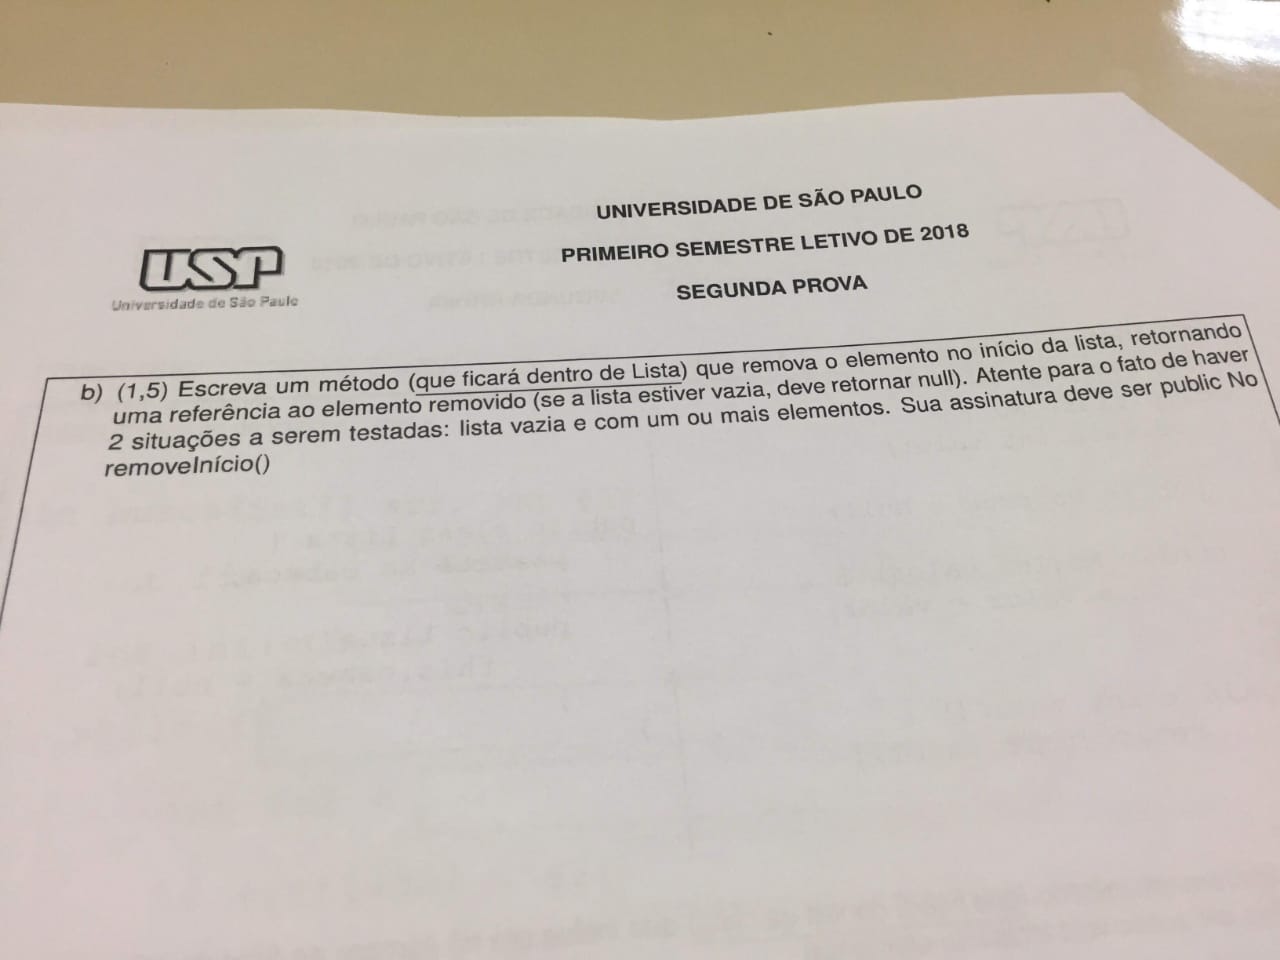 UNIVERSIDADE DE SÃO PAULO
PRIMEIRO SEMESTRE LETIVO DE 2018
SEGUNDA PROVA
USP
Universidade de São Paulo
b) (1,5) Escreva um método (que ficará dentro de Lista) que remova o elemento no início da lista, retornando
uma referência ao elemento removido (se a lista estiver vazia, deve retornar null). Atente para o fato de haver
2 situações a serem testadas: lista vazia e com um ou mais elementos. Sua assinatura deve ser public No
removeInício()